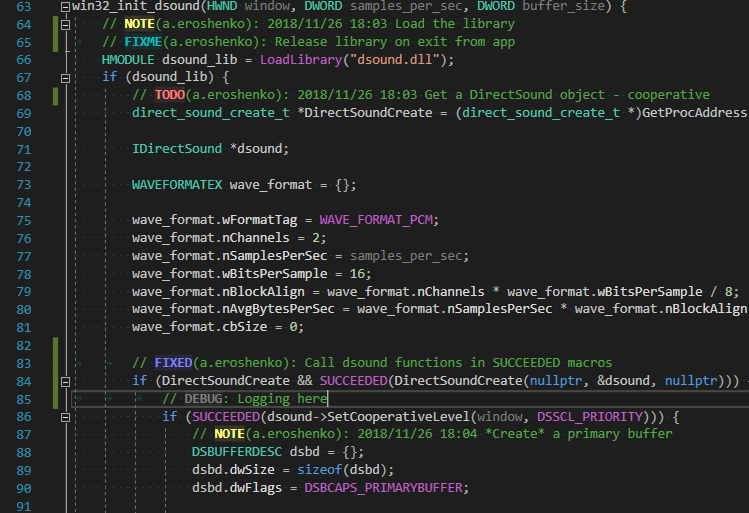 63 win32_init_dsound(HWND window, DWORD samples_per_sec, DWORD buffer_size) {
64 // NOTE(a.eroshenko): 2018/11/26 18:03 Load the library
65 // FIXME(a.eroshenko): Release library on exit from app
66 HMODULE dsound_lib = LoadLibrary("dsound.dll");
67 if (dsound_lib) {
68 // TODO(a.eroshenko): 2018/11/26 18:03 Get a DirectSound object - cooperative
69 direct_sound_create_t *DirectSoundCreate = (direct_sound_create_t *)GetProcAddress
70
71 IDirectSound *dsound;
72
73 WAVEFORMATEX wave_format = {};
74
75 wave_format.wFormatTag = WAVE_FORMAT_PCM;
76 wave_format.nChannels = 2;
77 wave_format.nSamplesPerSec = samples_per_sec;
78 wave_format.wBitsPerSample = 16;
79 wave_format.nBlockAlign = wave_format.nChannels * wave_format.wBitsPerSample / 8;
80 wave_format.nAvgBytesPerSec = wave_format.nSamplesPerSec * wave_format.nBlockAlign
81 wave_format.cbSize = 0;
82
83 // FIXED(a.eroshenko): Call dsound functions in SUCCEEDED macros
84 if (DirectSoundCreate && SUCCEEDED(DirectSoundCreate(nullptr, &dsound, nullptr)))
85 // DEBUG: Logging here
86 if (SUCCEEDED(dsound->SetCooperativeLevel(window, DSSCL_PRIORITY))) {
87 // NOTE(a.eroshenko): 2018/11/26 18:04 *Create* a primary buffer
88 DSBUFFERDESC dsbd = {};
89 dsbd.dwSize = sizeof(dsbd);
90 dsbd.dwFlags = DSBCAPS_PRIMARYBUFFER;
91